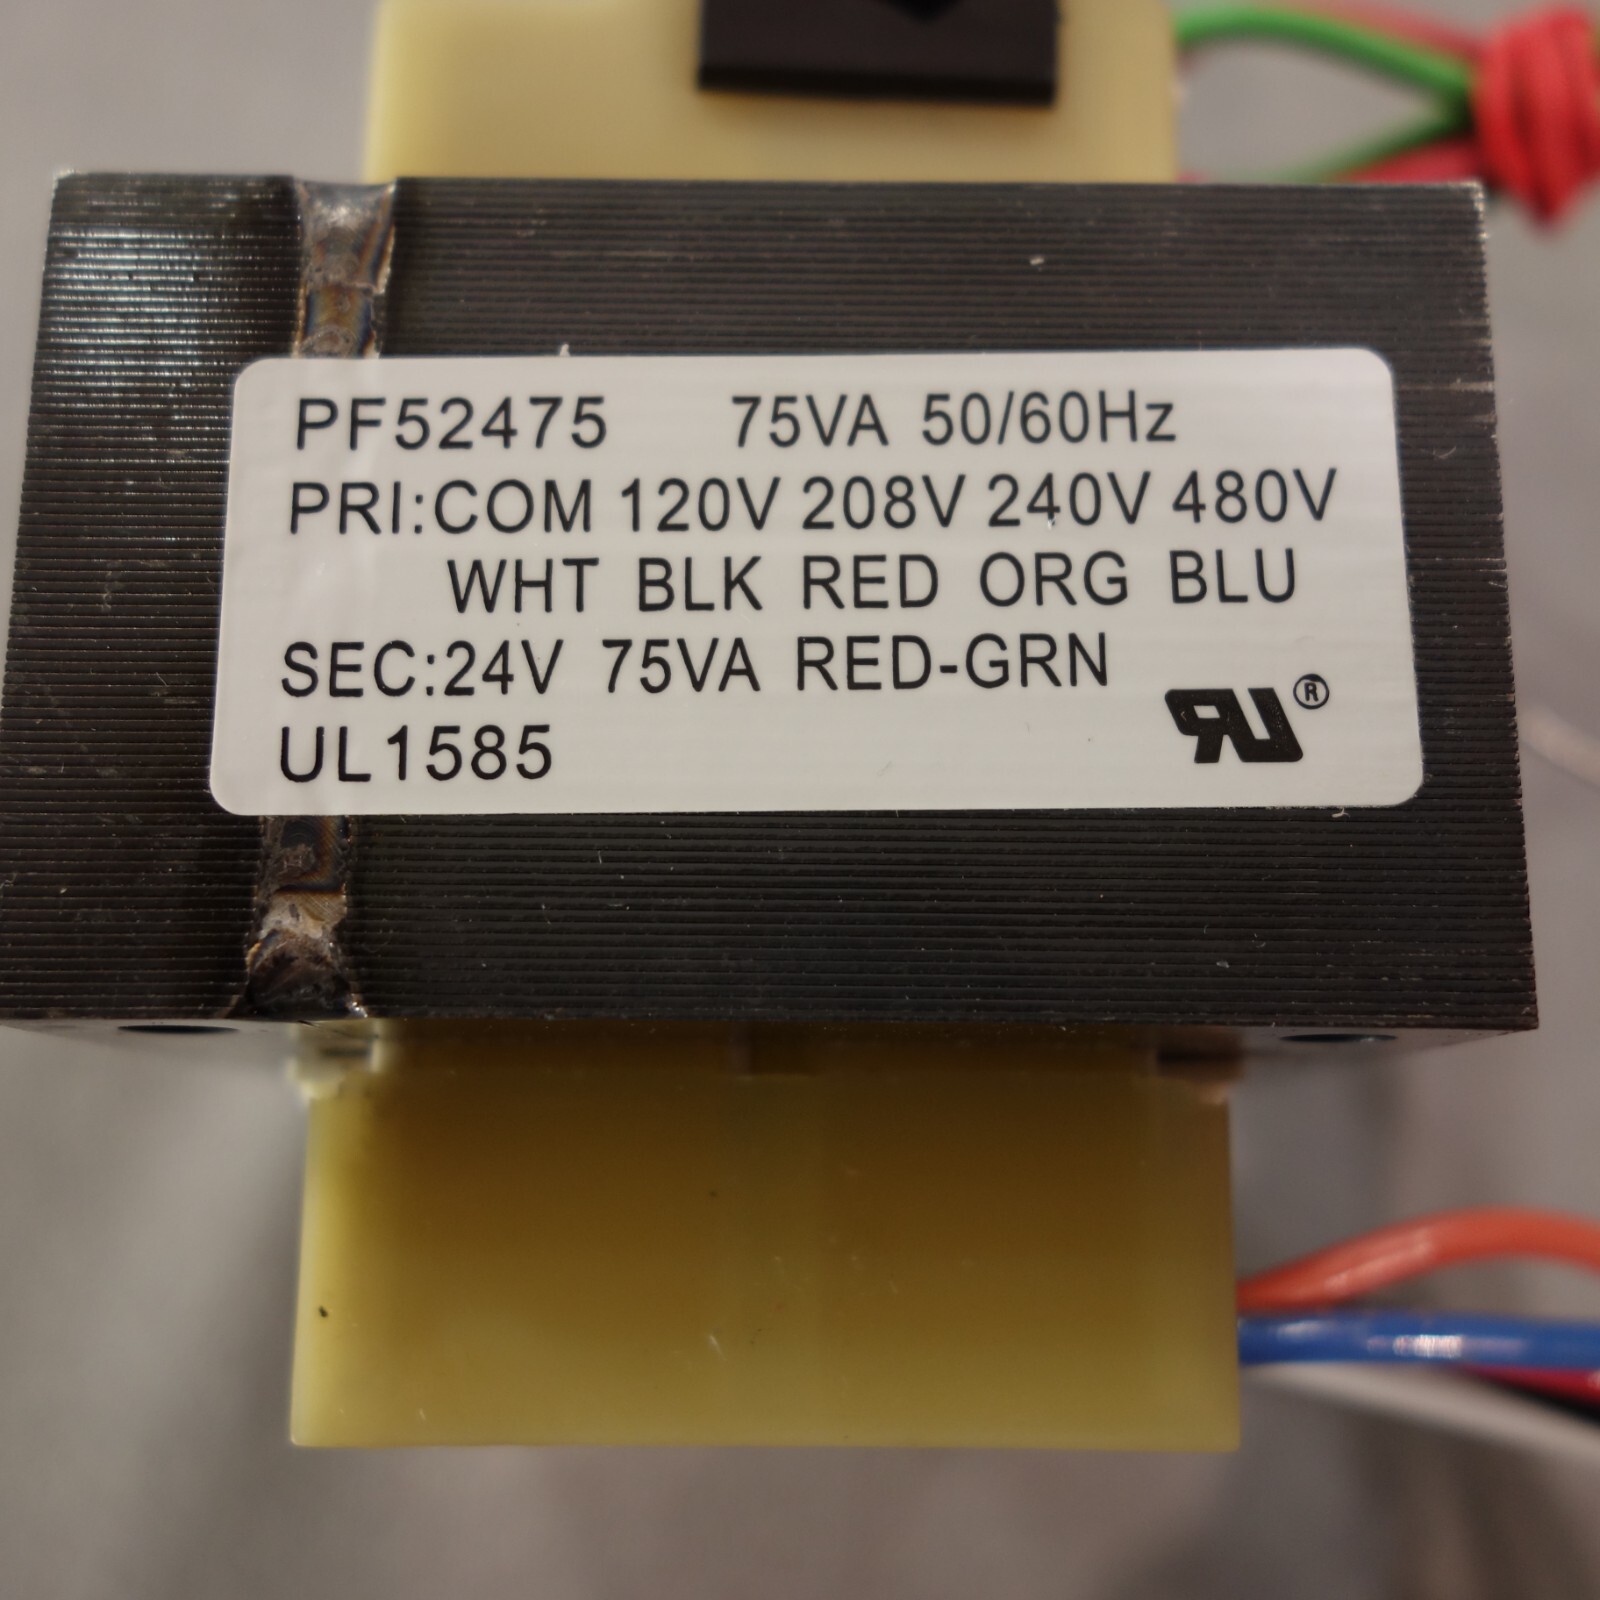 PF52475 75VA 50/60Hz
PRI:COM 120V 208V 240V 480V
WHT BLK RED ORG BLU
SEC:24V 75VA RED-GRN
UL1585
RU®